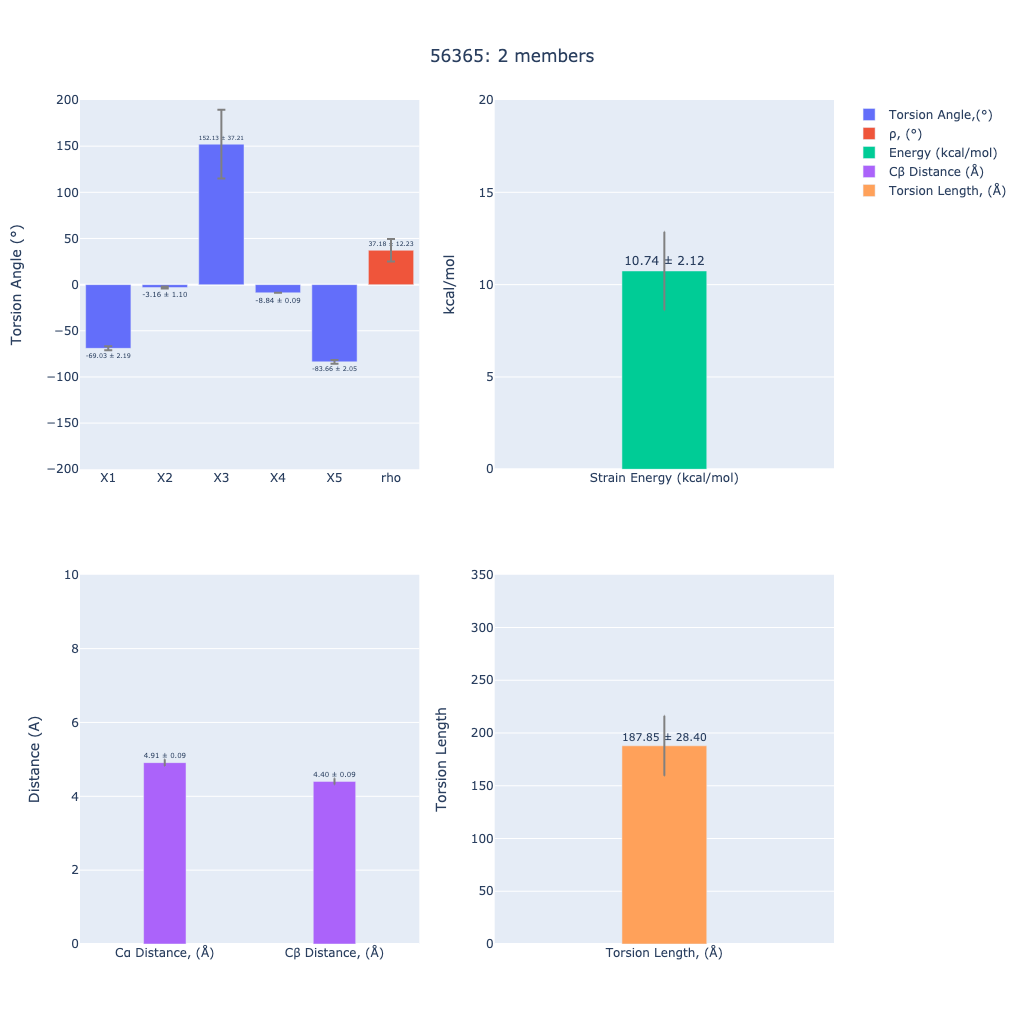 56365: 2 members
200
150
100
50
0
−50
−100
−150
−200
Torsion Angle (°)
152.13 ± 37.21
37.18 ± 12.23
-3.16 ± 1.10
-8.84 ± 0.09
-69.03 ± 2.19
-83.66 ± 2.05
X1 X2 X3 X4 X5 rho
20
15
10
5
0
kcal/mol
10.74 ± 2.12
Strain Energy (kcal/mol)
Torsion Angle,(°)
ρ, (°)
Energy (kcal/mol)
Cβ Distance (Å)
Torsion Length, (Å)
10
8
6
4
2
0
Distance (A)
4.91 ± 0.09
4.40 ± 0.09
Cα Distance, (Å) Cβ Distance, (Å)
350
300
250
200
150
100
50
0
Torsion Length
187.85 ± 28.40
Torsion Length, (Å)